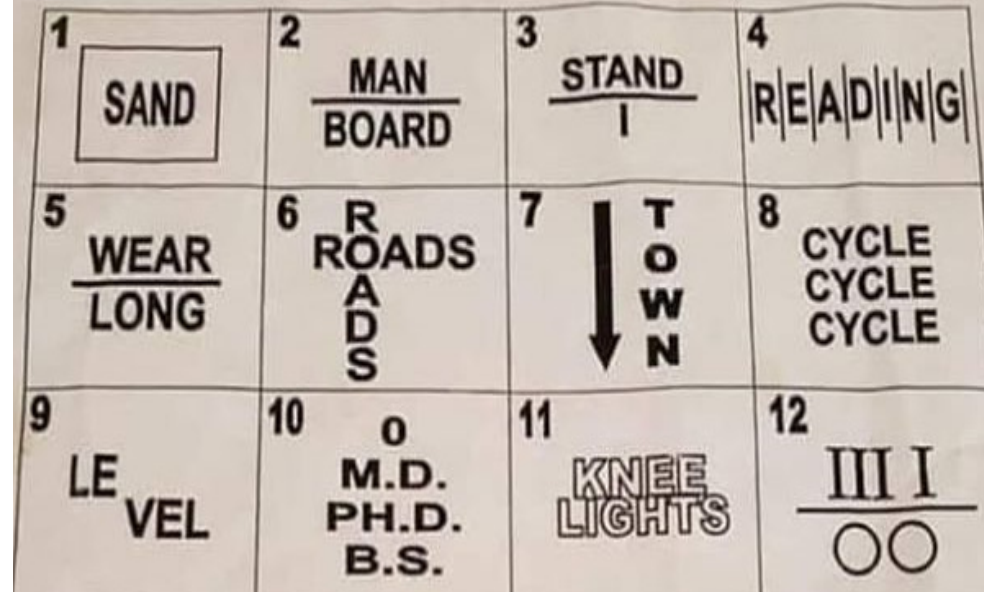 1
SAND
2
MAN
BOARD
3
STAND
I
4
R|E|A|D|I|N|G
5
WEAR
LONG
6
R
ROADS
A
D
S
7
T
O
W
N
8
CYCLE
CYCLE
CYCLE
9
LE
VEL
10
0
M.D.
PH.D.
B.S.
11
KNEE
LIGHTS
12
III I
OO